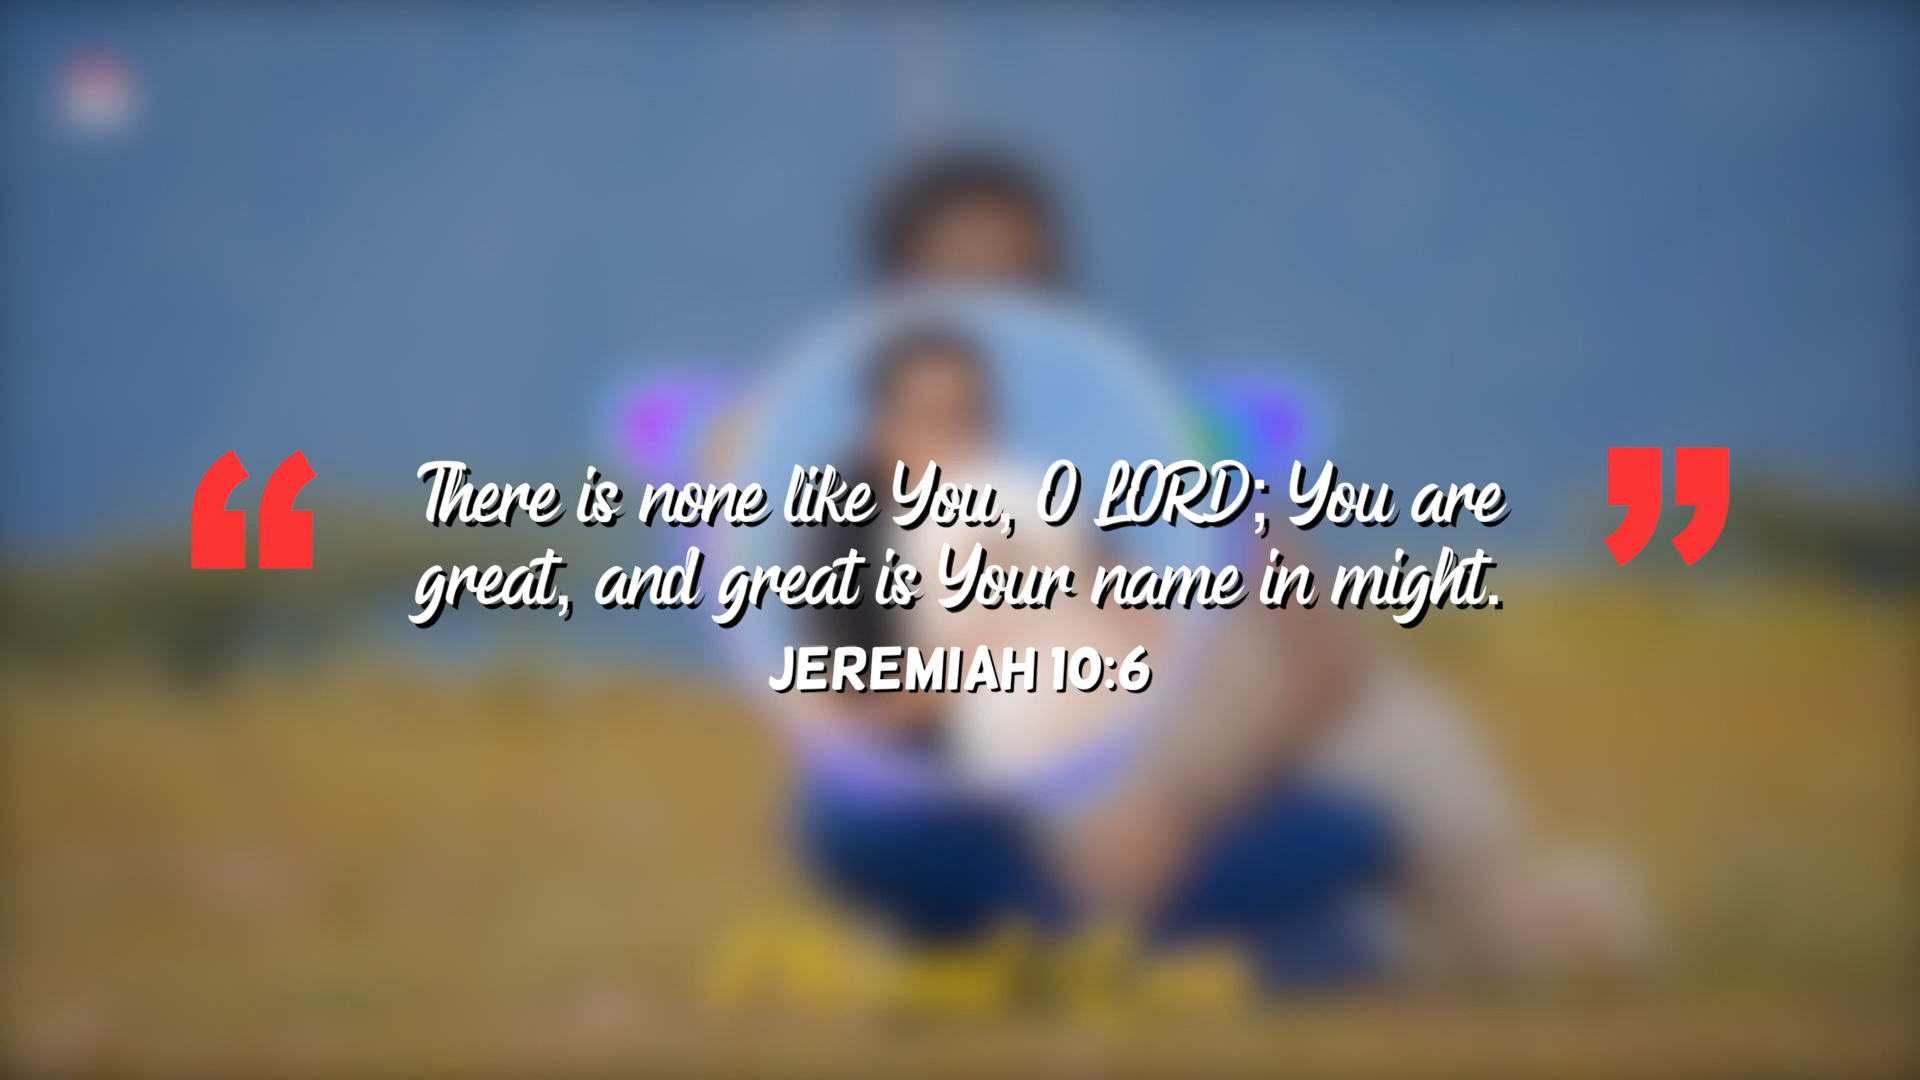 “ There is none like You, O LORD; You are ”
great, and great is Your name in might.
JEREMIAH 10:6